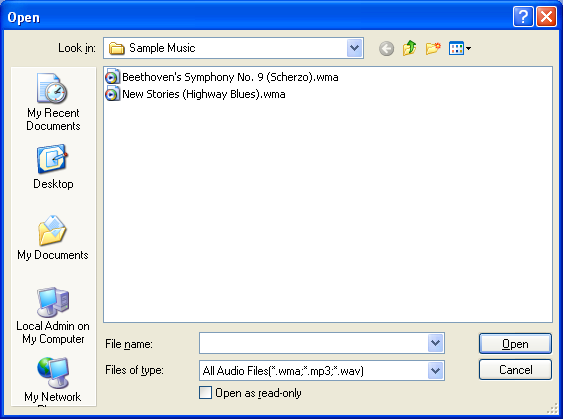 Open
Look in: Sample Music
My Recent
Documents
Desktop
My Documents
Local Admin on
My Computer
My Network
Beethoven's Symphony No. 9 (Scherzo).wma
New Stories (Highway Blues).wma
File name:
Open
Files of type: All Audio Files(*.wma;*.mp3;*.wav)
Cancel
Open as read-only